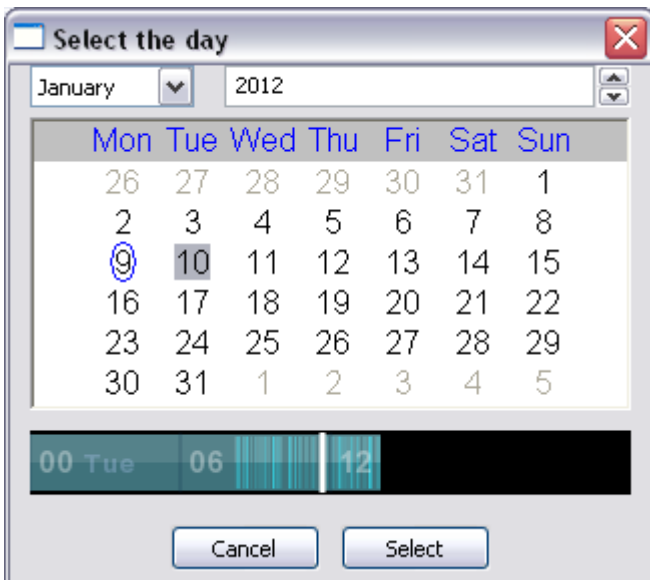 Select the day
January 2012
Mon Tue Wed Thu Fri Sat Sun
26 27 28 29 30 31 1
2 3 4 5 6 7 8
9 10 11 12 13 14 15
16 17 18 19 20 21 22
23 24 25 26 27 28 29
30 31 1 2 3 4 5
00 Tue 06 12
Cancel Select